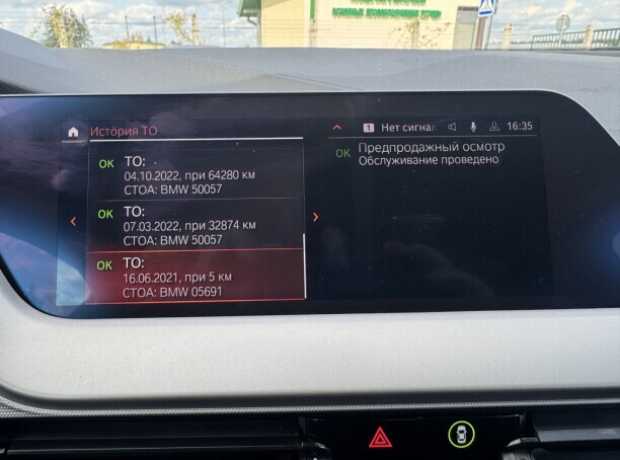 История ТО
OK ТО:
04.10.2022, при 64280 км
СТОА: BMW 50057
OK ТО:
07.03.2022, при 32874 км
СТОА: BMW 50057
OK ТО:
16.06.2021, при 5 км
СТОА: BMW 05691
1 Нет сигнал 16:35
OK Предпродажный осмотр
Обслуживание проведено